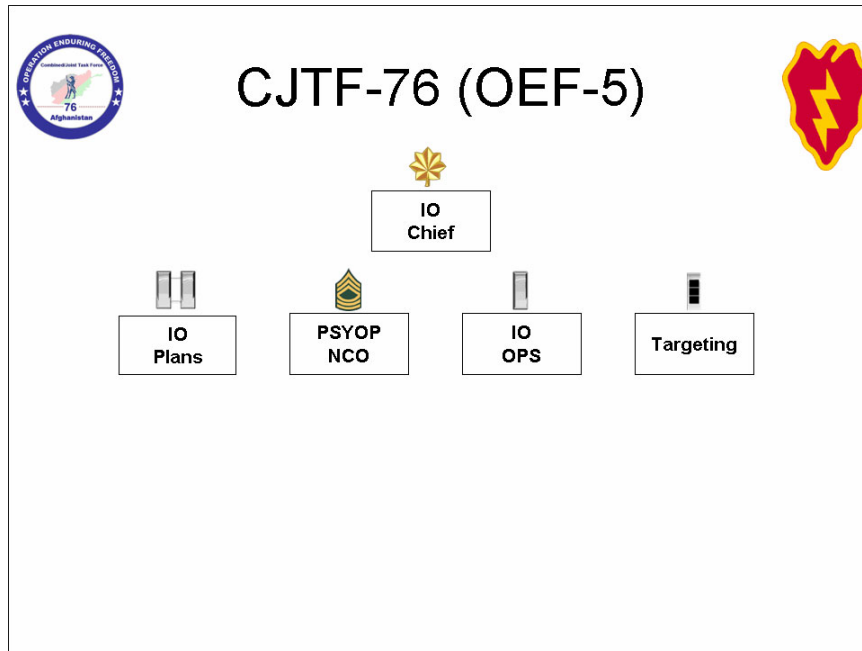 OPERATION ENDURING FREEDOM
Combined/Joint Task Force
76
Afghanistan
CJTF-76 (OEF-5)
IO
Chief
IO
Plans
PSYOP
NCO
IO
OPS
Targeting